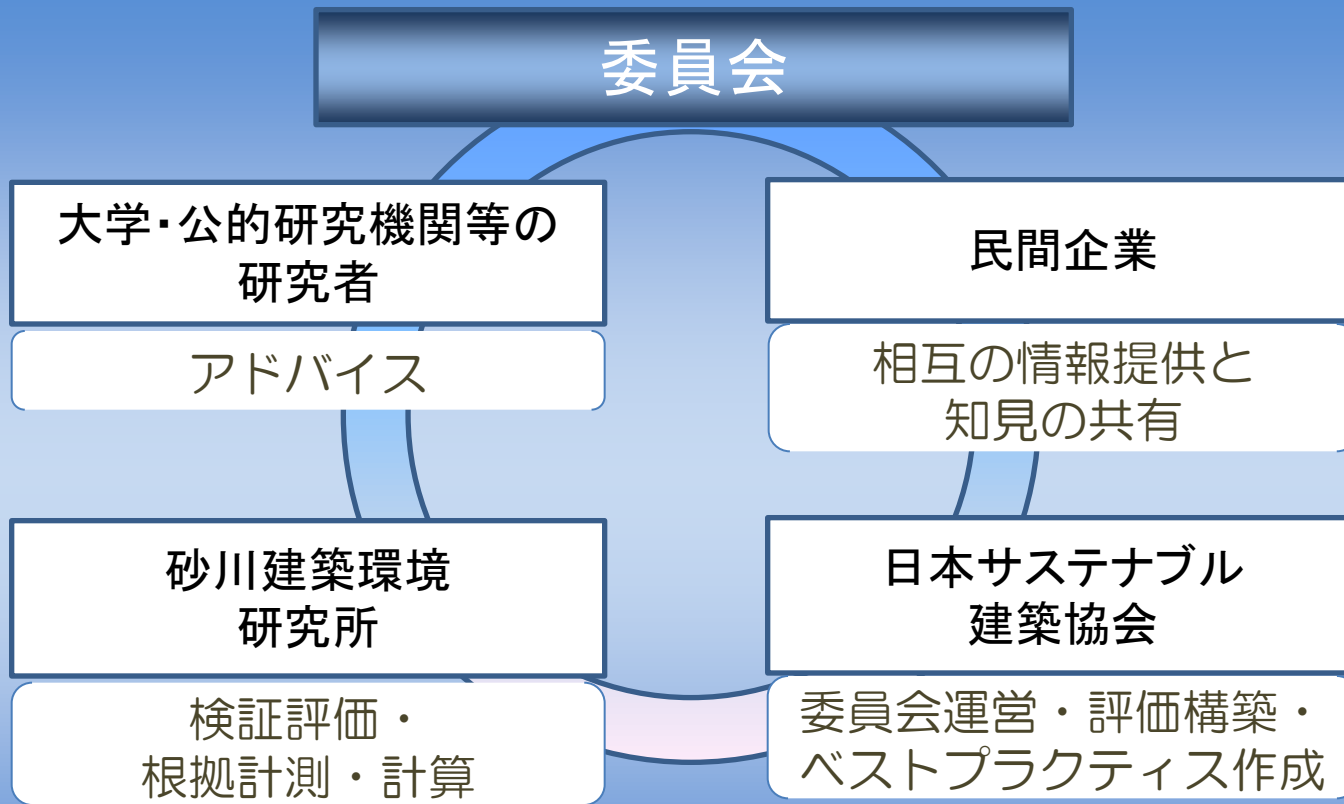 委員会
大学・公的研究機関等の
研究者
アドバイス
民間企業
相互の情報提供と
知見の共有
砂川建築環境
研究所
検証評価・
根拠計測・計算
日本サステナブル
建築協会
委員会運営・評価構築・
ベストプラクティス作成